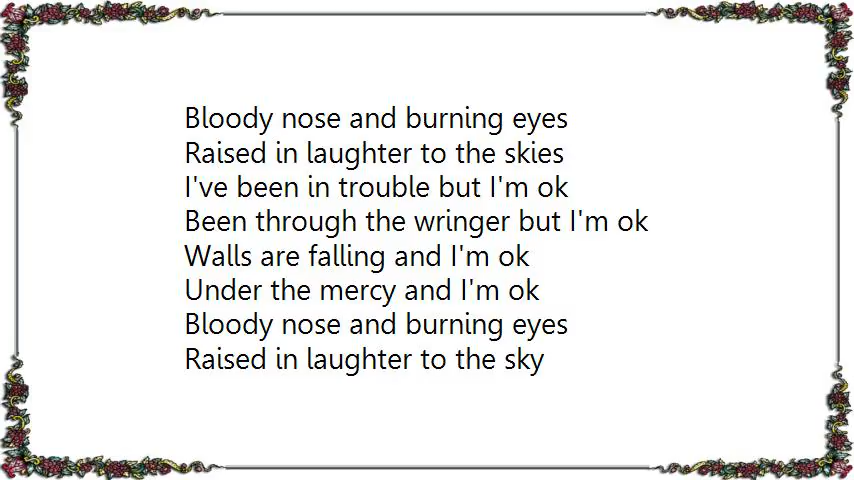 Bloody nose and burning eyes
Raised in laughter to the skies
I've been in trouble but I'm ok
Been through the wringer but I'm ok
Walls are falling and I'm ok
Under the mercy and I'm ok
Bloody nose and burning eyes
Raised in laughter to the sky